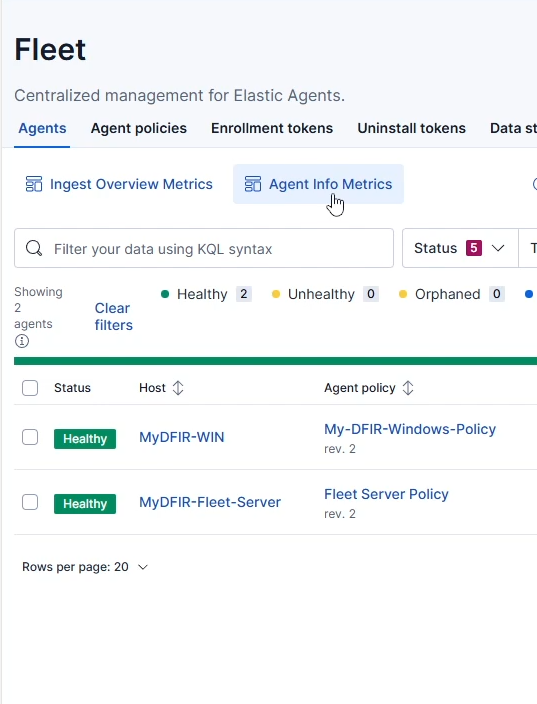 Fleet
Centralized management for Elastic Agents.
Agents Agent policies Enrollment tokens Uninstall tokens Data st
Ingest Overview Metrics Agent Info Metrics
Filter your data using KQL syntax Status 5 T
Showing 2 agents Clear filters Healthy 2 Unhealthy 0 Orphaned 0
Status Host Agent policy
Healthy MyDFIR-WIN My-DFIR-Windows-Policy
rev. 2
Healthy MyDFIR-Fleet-Server Fleet Server Policy
rev. 2
Rows per page: 20